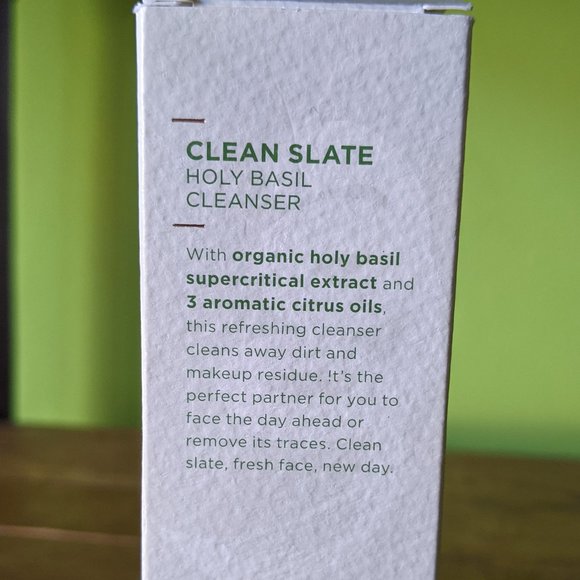 CLEAN SLATE
HOLY BASIL
CLEANSER
With organic holy basil
supercritical extract and
3 aromatic citrus oils,
this refreshing cleanser
cleans away dirt and
makeup residue. It's the
perfect partner for you to
face the day ahead or
remove its traces. Clean
slate, fresh face, new day.